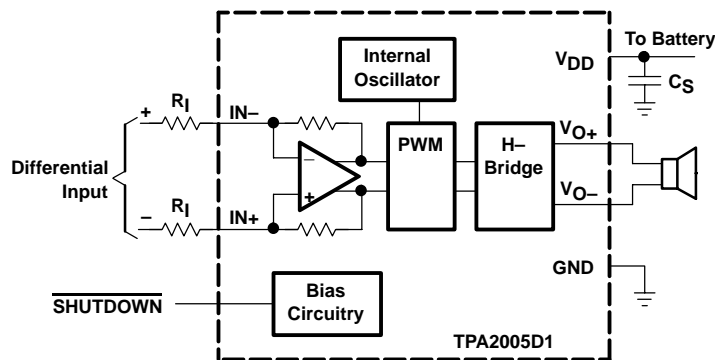 To Battery
Internal
Oscillator
VDD
CS
+
RI
IN−
Differential
Input
−
+
PWM
H−
Bridge
VO+
VO−
−
RI
IN+
GND
SHUTDOWN
Bias
Circuitry
TPA2005D1